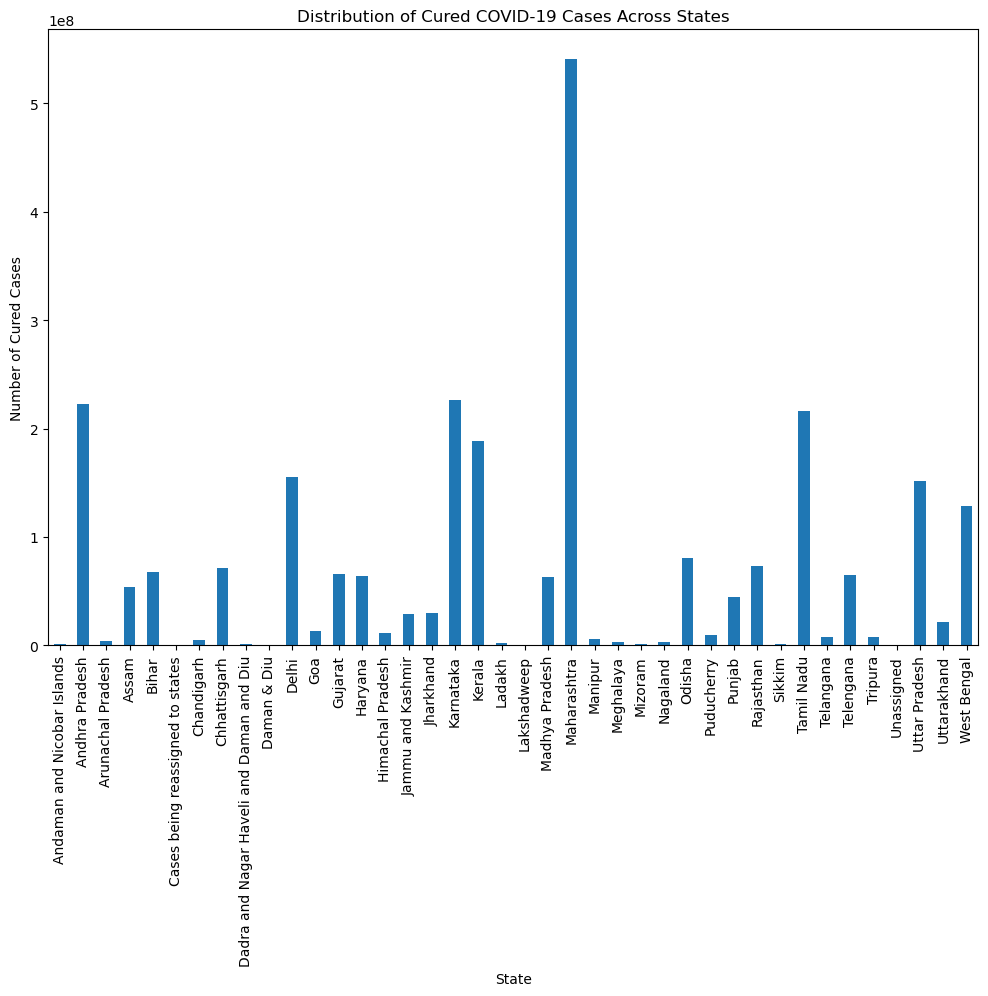 Distribution of Cured COVID-19 Cases Across States
1e8
5
4
3
2
1
0
Number of Cured Cases
Andaman and Nicobar Islands
Andhra Pradesh
Arunachal Pradesh
Assam
Bihar
Cases being reassigned to states
Chandigarh
Chhattisgarh
Dadra and Nagar Haveli and Daman and Diu
Daman & Diu
Delhi
Goa
Gujarat
Haryana
Himachal Pradesh
Jammu and Kashmir
Jharkhand
Karnataka
Kerala
Ladakh
Lakshadweep
Madhya Pradesh
Maharashtra
Manipur
Meghalaya
Mizoram
Nagaland
Odisha
Puducherry
Punjab
Rajasthan
Sikkim
Tamil Nadu
Telangana
Telengana
Tripura
Unassigned
Uttar Pradesh
Uttarakhand
West Bengal
State